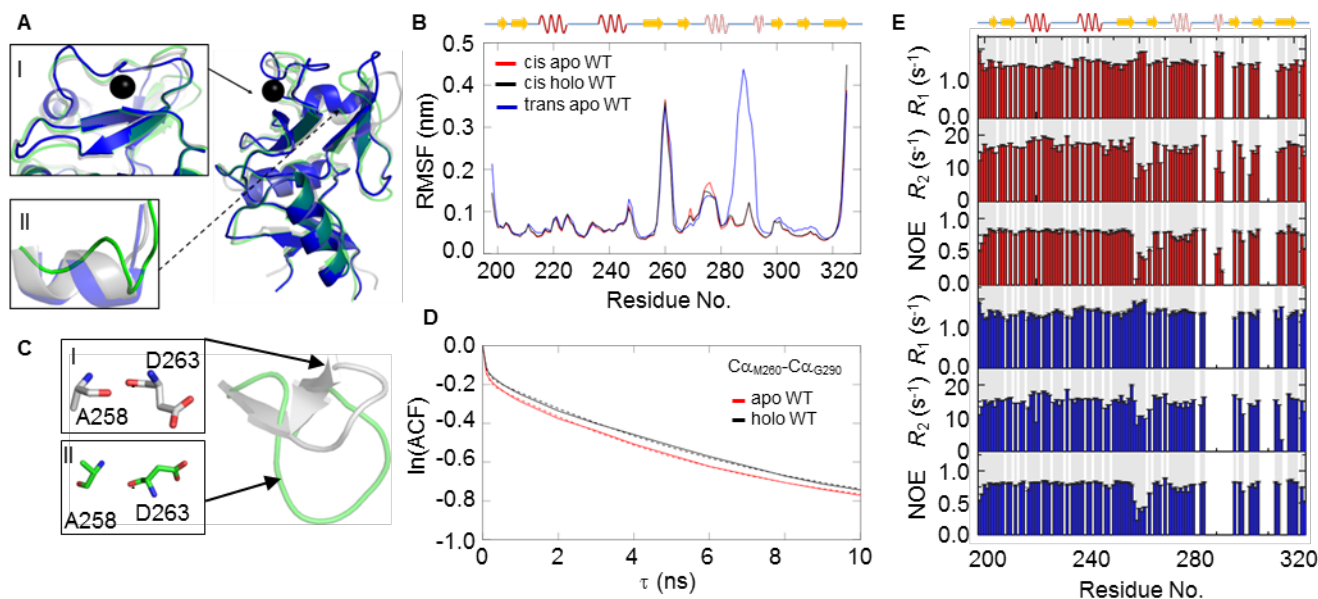 A
I
II
B
0.5
0.4
0.3
0.2
0.1
0.0
RMSF (nm)
cis apo WT
cis holo WT
trans apo WT
200 220 240 260 280 300 320
Residue No.
C
I
D263
A258
II
A258
D263
D
0.0
-0.2
-0.4
-0.6
-0.8
-1.0
ln(ACF)
CαM260-CαG290
apo WT
holo WT
0 2 4 6 8 10
τ (ns)
E
1.0
0.0
R1 (s-1)
20
10
0
R2 (s-1)
1.0
0.5
0.0
NOE
1.0
0.0
R1 (s-1)
20
10
0
R2 (s-1)
1.0
0.5
0.0
NOE
200 240 280 320
Residue No.